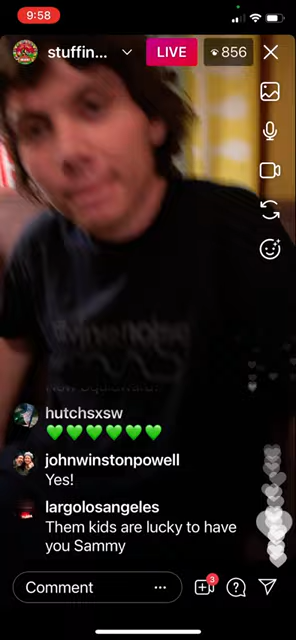 9:58
stuffin...
LIVE
856
hutchsxsw
💚💚💚💚💚💚
johnwinstonpowell
Yes!
largolosangeles
Them kids are lucky to have
you Sammy
Comment
3